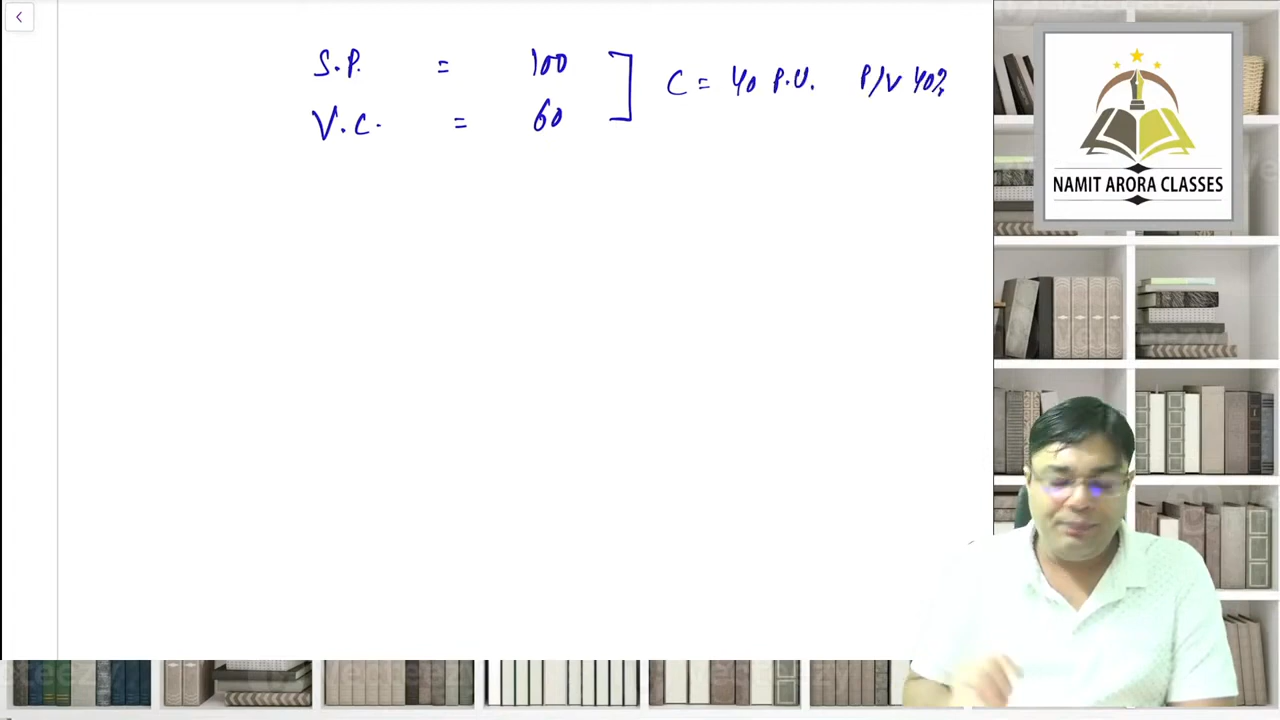 S.P. = 100
V.C. = 60
C = 40 P.U. P/V 40%
NAMIT ARORA CLASSES